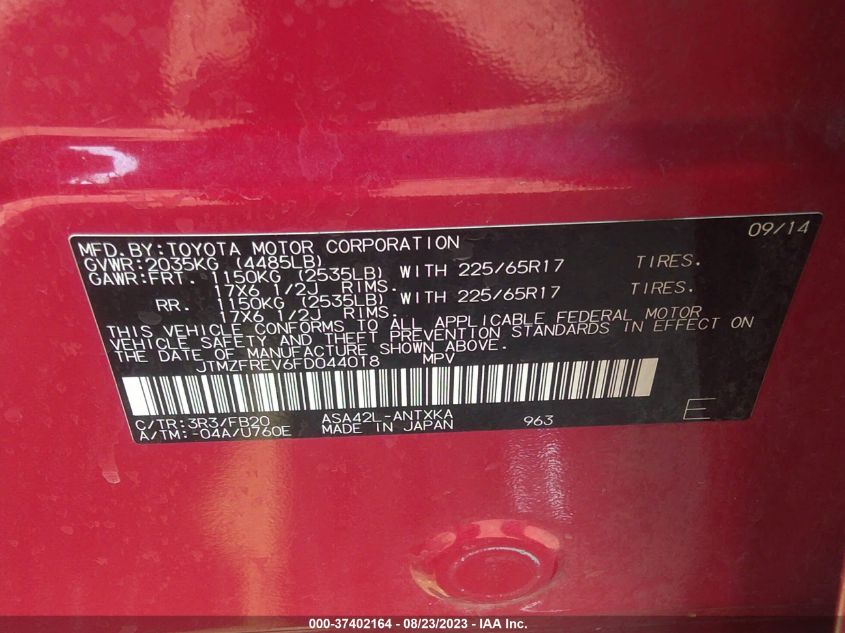 09/14
MFD.BY:TOYOTA MOTOR CORPORATION
GVWR:2035KG (4485LB)
GAWR:FRT. 1150KG (2535LB) WITH 225/65R17 TIRES.
17X6 1/2J RIMS.
RR. 1150KG (2535LB) WITH 225/65R17 TIRES.
17X6 1/2J RIMS.
THIS VEHICLE CONFORMS TO ALL APPLICABLE FEDERAL MOTOR
VEHICLE SAFETY AND THEFT PREVENTION STANDARDS IN EFFECT ON
THE DATE OF MANUFACTURE SHOWN ABOVE.
JTMZFREV6FD044018 MPV
C/TR:3R3/FB20 ASA42L-ANTXKA 963 E
A/TM:-04A/U760E MADE IN JAPAN
000-37402164 - 08/23/2023 - IAA Inc.